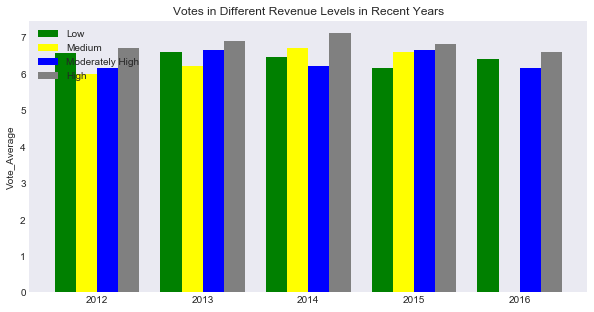 Votes in Different Revenue Levels in Recent Years
Low
Medium
Moderately High
High
Vote_Average
7
6
5
4
3
2
1
0
2012 2013 2014 2015 2016